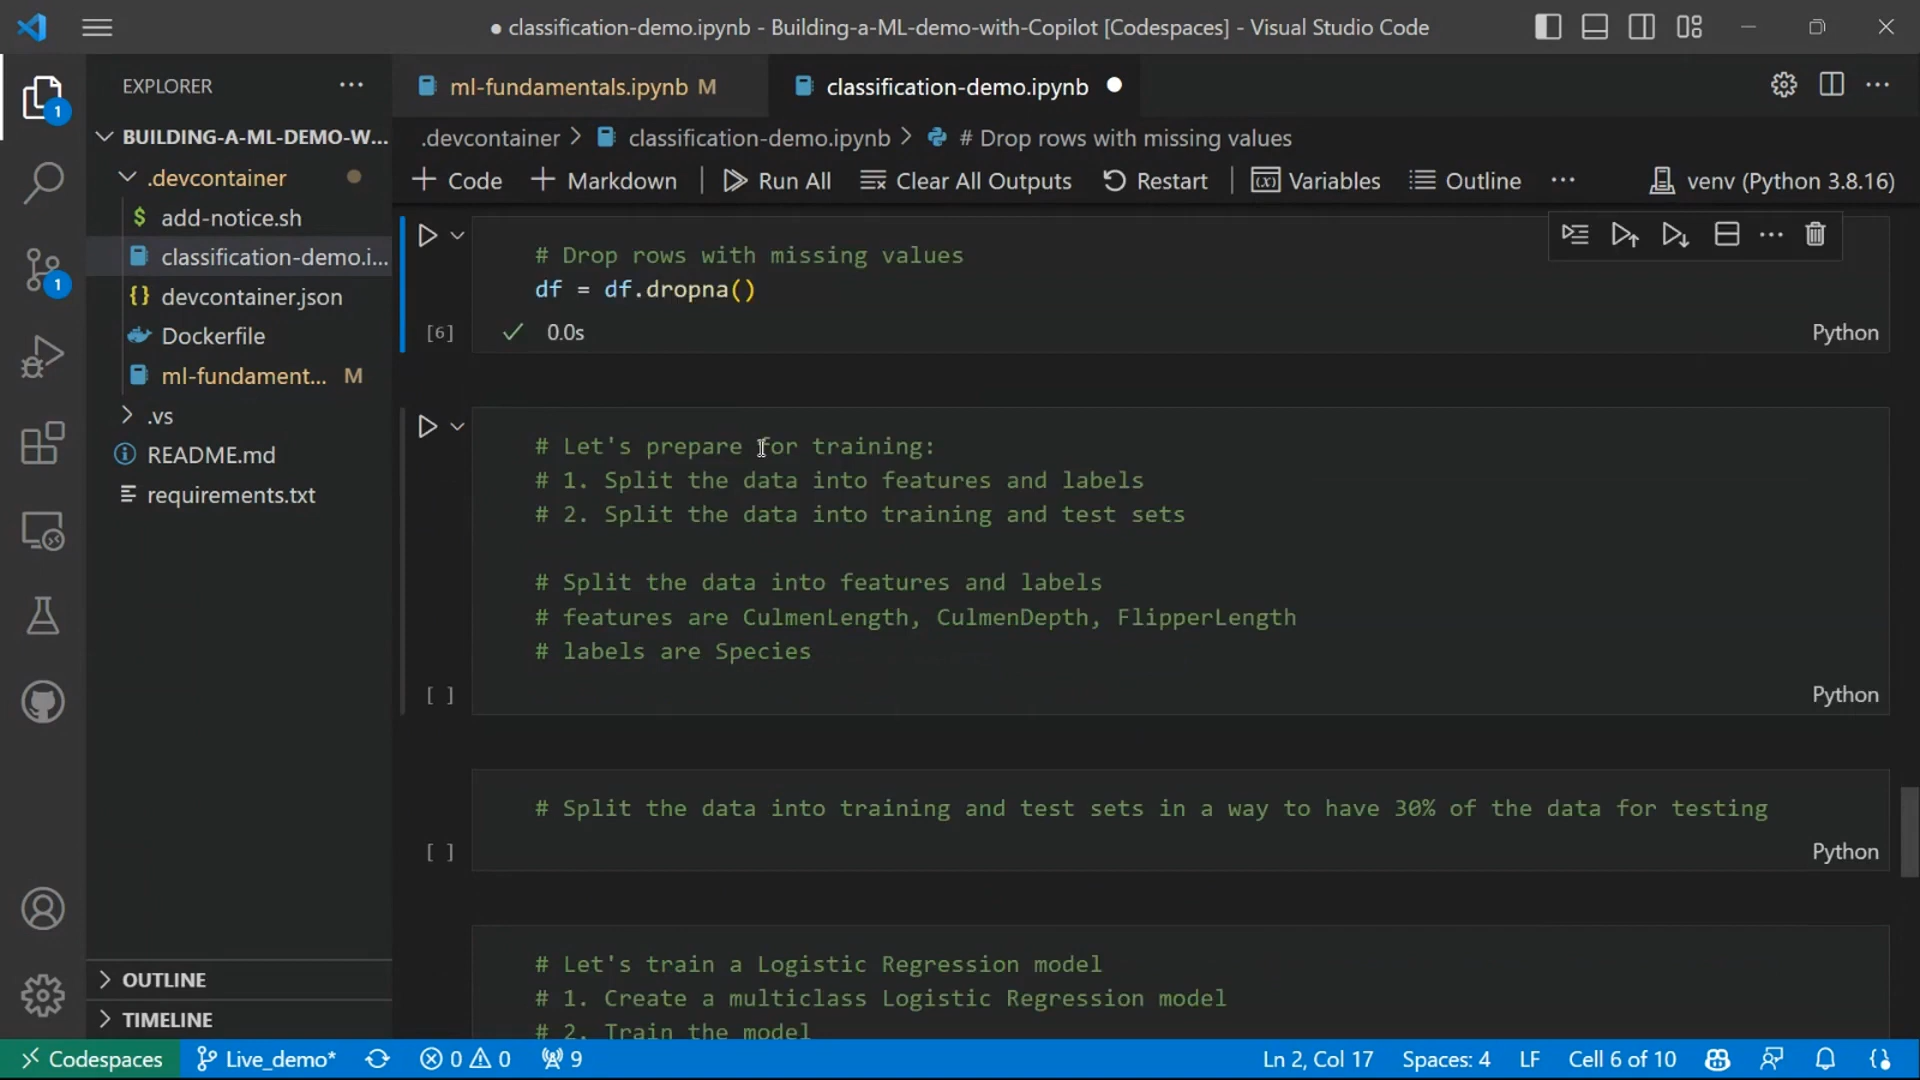 ● classification-demo.ipynb - Building-a-ML-demo-with-Copilot [Codespaces] - Visual Studio Code
EXPLORER
1
BUILDING-A-ML-DEMO-W...
.devcontainer
add-notice.sh
classification-demo.i...
1
devcontainer.json
Dockerfile
ml-fundament... M
.vs
README.md
requirements.txt
OUTLINE
TIMELINE
ml-fundamentals.ipynb M
classification-demo.ipynb
.devcontainer > classification-demo.ipynb > # Drop rows with missing values
+ Code + Markdown | Run All Clear All Outputs Restart | Variables Outline ... venv (Python 3.8.16)
# Drop rows with missing values
df = df.dropna()
[6] ✓ 0.0s Python
# Let's prepare for training:
# 1. Split the data into features and labels
# 2. Split the data into training and test sets
# Split the data into features and labels
# features are CulmenLength, CulmenDepth, FlipperLength
# labels are Species
[ ] Python
# Split the data into training and test sets in a way to have 30% of the data for testing
[ ] Python
# Let's train a Logistic Regression model
# 1. Create a multiclass Logistic Regression model
# 2. Train the model
Codespaces Live_demo* 0 0 9 Ln 2, Col 17 Spaces: 4 LF Cell 6 of 10